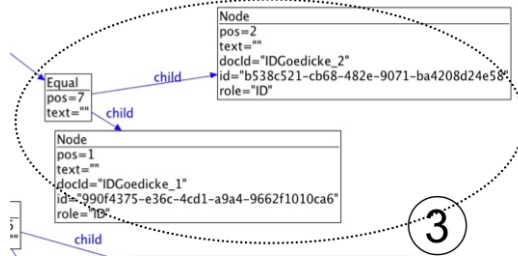 Node
pos=2
text=""
docId="IDGoedicke_2"
id="b538c521-cb68-482e-9071-ba4208d24e58"
role="ID"
child
Equal
pos=7
text=""
child
Node
pos=1
text=""
docId="IDGoedicke_1"
id="990f4375-e36c-4cd1-a9a4-9662f1010ca6"
role="ID"
3
child